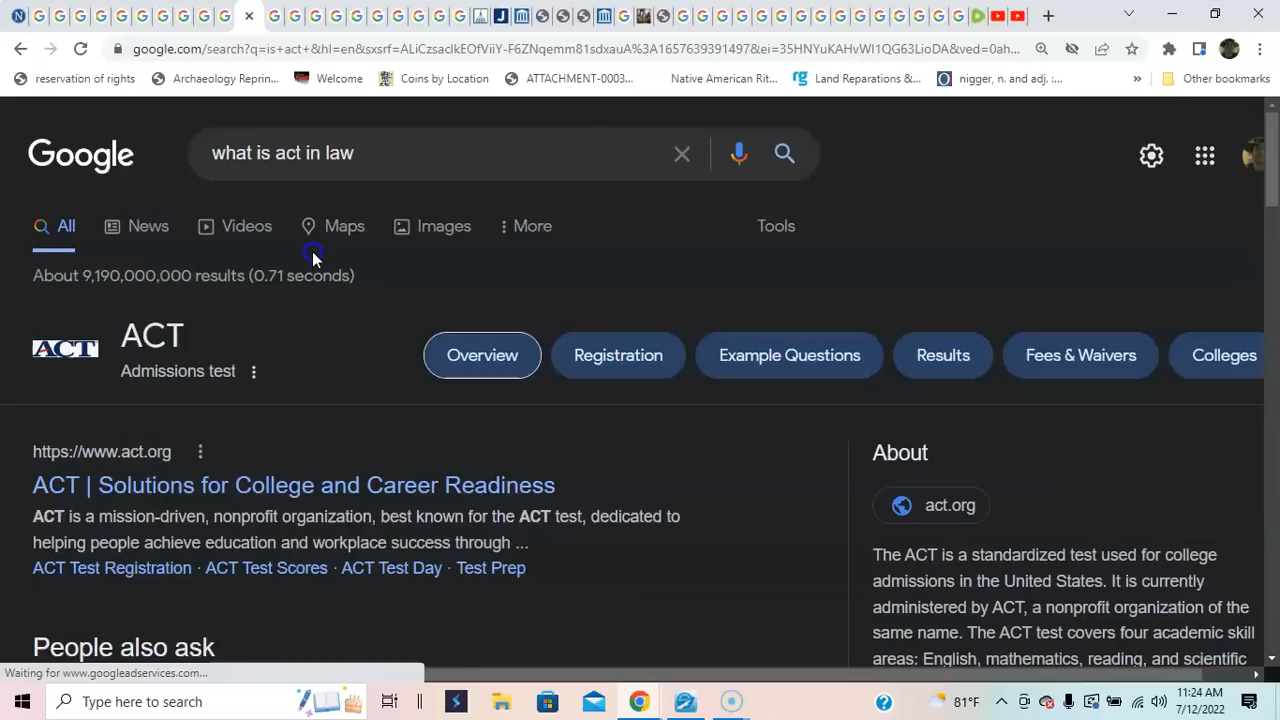 google.com/search?q=is+act+&hl=en&sxsrf=ALiCzsacIkEOfViiY-F6ZNqemm81sdxauA%3A1657639391497&ei=35HNYuKAHvWI1QG63LioDA&ved=0ah...
reservation of rights
Archaeology Reprin...
Welcome
Coins by Location
ATTACHMENT-0003...
Native American Rit...
Land Reparations &...
nigger, n. and adj. :...
»
Other bookmarks
Google
what is act in law
All
News
Videos
Maps
Images
More
Tools
About 9,190,000,000 results (0.71 seconds)
ACT
ACT
Admissions test
Overview
Registration
Example Questions
Results
Fees & Waivers
Colleges
https://www.act.org
ACT | Solutions for College and Career Readiness
ACT is a mission-driven, nonprofit organization, best known for the ACT test, dedicated to
helping people achieve education and workplace success through ...
ACT Test Registration · ACT Test Scores · ACT Test Day · Test Prep
People also ask
About
act.org
The ACT is a standardized test used for college
admissions in the United States. It is currently
administered by ACT, a nonprofit organization of the
same name. The ACT test covers four academic skill
areas: English, mathematics, reading, and scientific
Waiting for www.googleadservices.com...
Type here to search
81°F
11:24 AM
7/12/2022